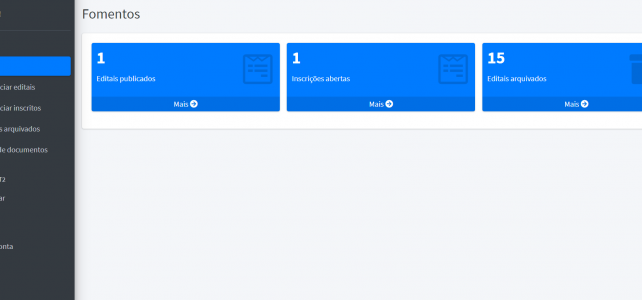 Fomentos
1
Editais publicados
Mais
1
Inscrições abertas
Mais
15
Editais arquivados
Mais
ciar editais
ciar inscritos
s arquivados
de documentos
T2
ar
onta